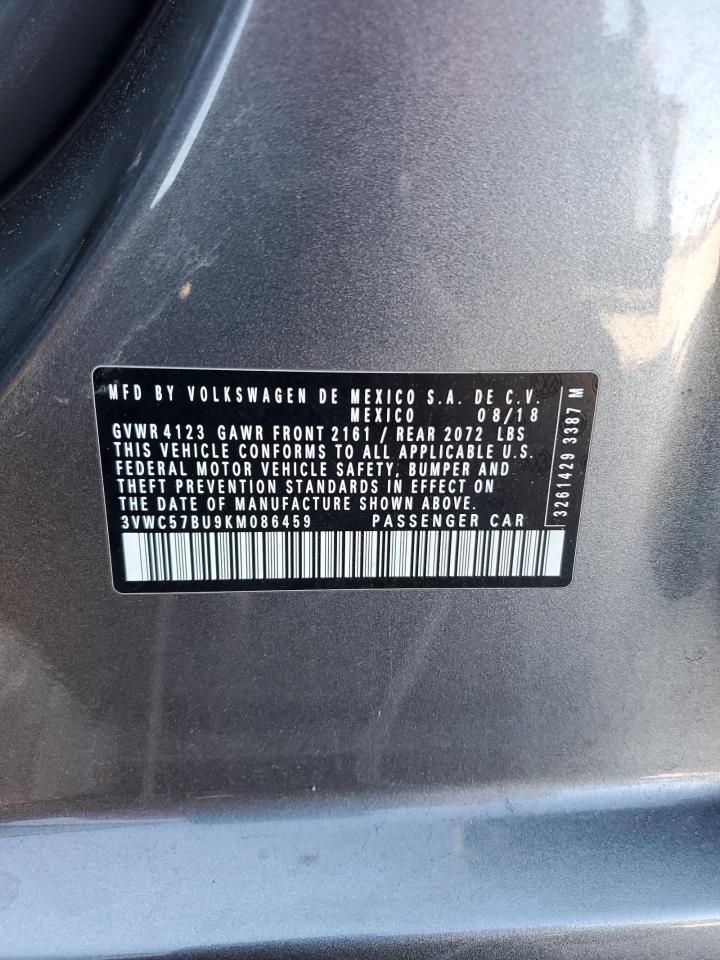 MFD BY VOLKSWAGEN DE MEXICO S.A. DE C.V.
MEXICO 08/18
GVWR 4123 GAWR FRONT 2161 / REAR 2072 LBS
THIS VEHICLE CONFORMS TO ALL APPLICABLE U.S.
FEDERAL MOTOR VEHICLE SAFETY, BUMPER AND
THEFT PREVENTION STANDARDS IN EFFECT ON
THE DATE OF MANUFACTURE SHOWN ABOVE.
3VWC57BU9KM086459 PASSENGER CAR
3261429 3387 M